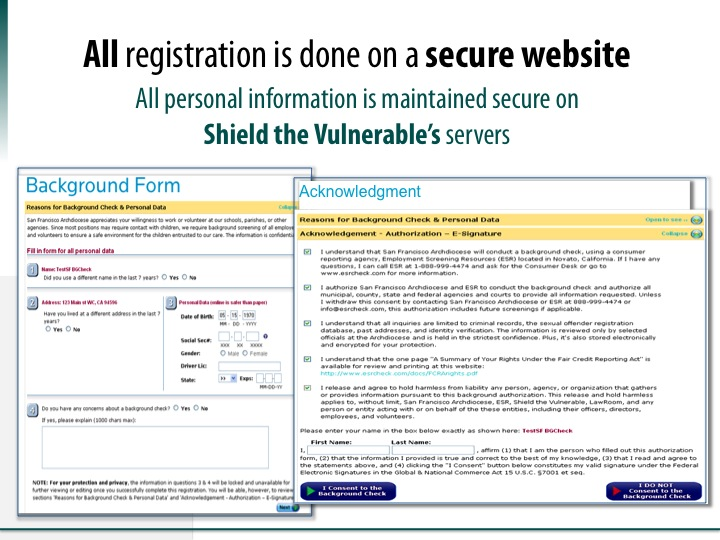 All registration is done on a secure website
All personal information is maintained secure on
Shield the Vulnerable's servers
Background Form
Reasons for Background Check & Personal Data
San Francisco Archdiocese appreciates your willingness to work or volunteer at our schools, parishes, or other
agencies. Since most positions may require contact with children, we require background screening of all
and volunteers to ensure a safe environment for the children entrusted to our care. The information is
Fill in form for all personal data
1 Name: TestSF BGCheck
Did you use a different name in the last 7 years? Yes No
2 Address: 123 Main st WC, CA 94596
Have you lived at a different address in the last 7
years?
Yes No
3 Personal Data (online is safer than paper)
Date of Birth: 05 - 15 - 1970
MM - DD - YYYY
Social Sec#:
XXX XX XXXX
Gender: Male Female
Driver Lic:
State: Exps:
MM-DD-YY
4 Do you have any concerns about a background check? Yes No
If yes, please explain (1000 chars max):
NOTE: For your protection and privacy, the information in questions 3 & 4 will be locked and unavailable for
further viewing or editing once you successfully complete this registration. You will be able, however, to review
sections 'Reasons for Background Check & Personal Data' and 'Acknowledgement - Authorization - E-Signature
Next
Acknowledgment
Reasons for Background Check & Personal Data Open to see
Acknowledgement - Authorization - E-Signature Collapse
I understand that San Francisco Archdiocese will conduct a background check, using a consumer
reporting agency, Employment Screening Resources (ESR) located in Novato, California. If I have any
questions, I can call ESR at 1-888-999-4474 and ask for the Consumer Desk or go to
www.esrcheck.com for more information.
I authorize San Francisco Archdiocese and ESR to conduct the background check and authorize all
municipal, county, state and federal agencies and courts to provide all information requested. Unless
I withdraw this consent by contacting San Francisco Archdiocese or ESR at 888-999-4474 or
info@esrcheck.com, this authorization includes future screenings if applicable.
I understand that all inquiries are limited to criminal records, the sexual offender registration
database, past addresses, and identity verification. The information is reviewed only by selected
officials at the Archdiocese and is held in the strictest confidence. Plus, it's also stored electronically
and encrypted for your protection.
I understand that the one page "A Summary of Your Rights Under the Fair Credit Reporting Act" is
available for review and printing at this website:
http://www.esrcheck.com/docs/FCRArights.pdf
I release and agree to hold harmless from liability any person, agency, or organization that gathers
or provides information pursuant to this background authorization. This release and hold harmless
applies to, without limit, San Francisco Archdiocese, ESR, Shield the Vulnerable, LawRoom, and any
person or entity acting with or on behalf of the these entities, including their officers, directors,
employees, and volunteers.
Please enter your name in the box below exactly as shown here: TestSF BGCheck
First Name: Last Name:
I, , affirm (1) that I am the person who filled out this authorization
form, (2) that the information I provided is true and correct to the best of my knowledge, (3) that I read and agree to
the statements above, and (4) clicking the "I Consent" button below constitutes my valid signature under the Federal
Electronic Signatures in the Global & National Commerce Act 15 U.S.C. §7001 et seq.
I Consent to the
Background Check
I DO NOT
Consent to the
Background Check